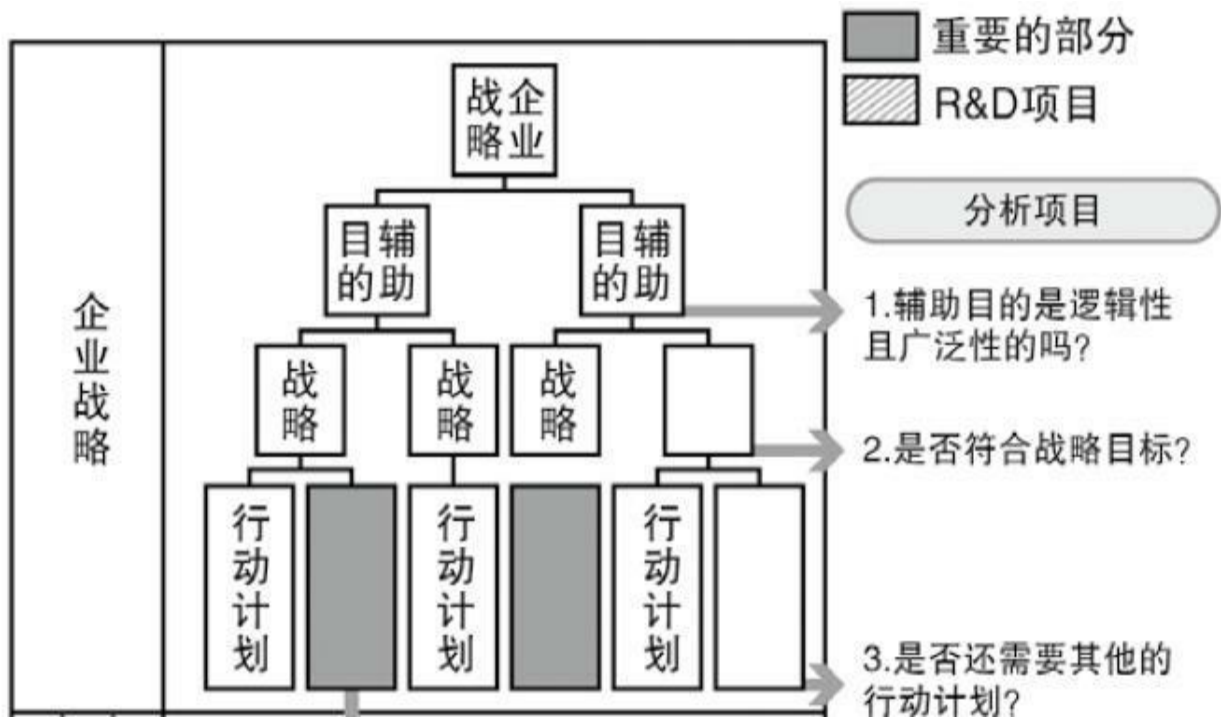 重要的部分
R&D项目
分析项目
企业战略
企业
战略
辅助
目的
辅助
目的
1.辅助目的是逻辑性
且广泛性的吗?
战略
战略
战略
2.是否符合战略目标?
行动计划
行动计划
行动计划
3.是否还需要其他的
行动计划?